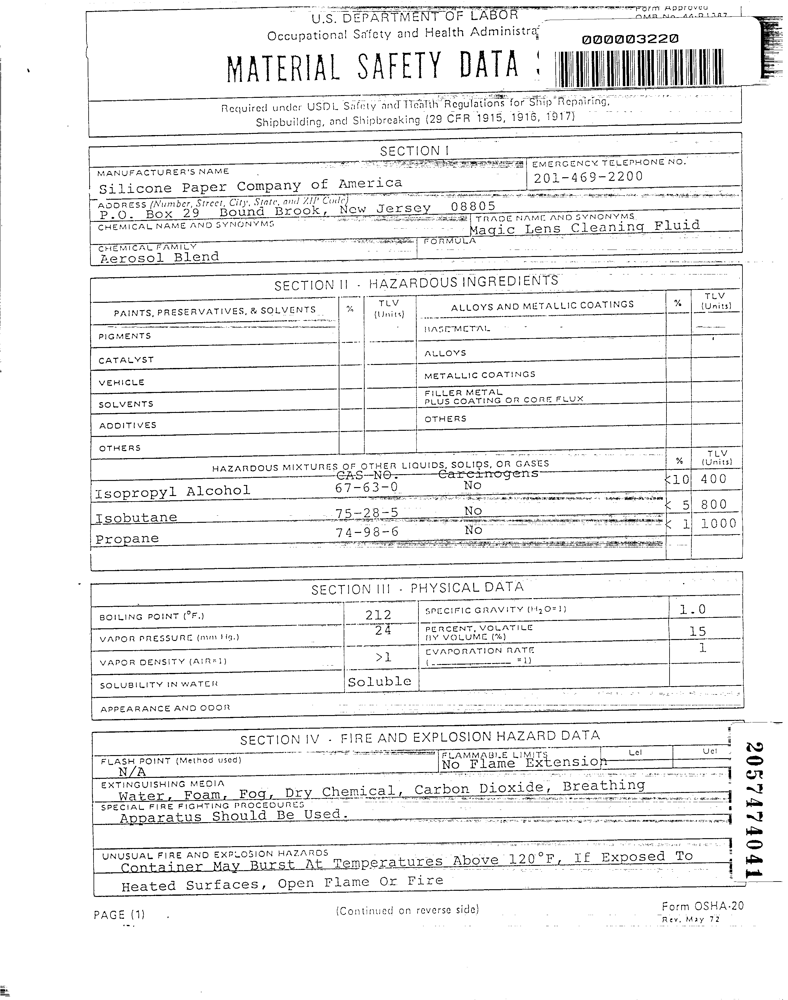 Form Approved
OMB No. 44-R1387
U.S. DEPARTMENT OF LABOR
Occupational Safety and Health Administra
000003220
MATERIAL SAFETY DATA
Required under USDL Safety and Health Regulations for Ship Repairing,
Shipbuilding, and Shipbreaking (29 CFR 1915, 1916, 1917)
SECTION I
MANUFACTURER'S NAME
Silicone Paper Company of America
EMERGENCY TELEPHONE NO.
201-469-2200
ADDRESS (Number, Street, City, State, and ZIP Code)
P.O. Box 29 Bound Brook, New Jersey 08805
CHEMICAL NAME AND SYNONYMS
TRADE NAME AND SYNONYMS
Magic Lens Cleaning Fluid
CHEMICAL FAMILY
Aerosol Blend
FORMULA
SECTION II - HAZARDOUS INGREDIENTS
PAINTS, PRESERVATIVES, & SOLVENTS % TLV (Units) ALLOYS AND METALLIC COATINGS % TLV (Units)
PIGMENTS BASE METAL
CATALYST ALLOYS
VEHICLE METALLIC COATINGS
SOLVENTS FILLER METAL
PLUS COATING OR CORE FLUX
ADDITIVES OTHERS
OTHERS
HAZARDOUS MIXTURES OF OTHER LIQUIDS, SOLIDS, OR GASES % TLV (Units)
CAS NO. Carcinogens
Isopropyl Alcohol 67-63-0 No <10 400
Isobutane 75-28-5 No < 5 800
Propane 74-98-6 No < 1 1000
SECTION III - PHYSICAL DATA
BOILING POINT (°F.) 212 SPECIFIC GRAVITY (H2O=1) 1.0
VAPOR PRESSURE (mm Hg.) 24 PERCENT, VOLATILE
BY VOLUME (%) 15
VAPOR DENSITY (AIR=1) >1 EVAPORATION RATE
(__________ =1) 1
SOLUBILITY IN WATER Soluble
APPEARANCE AND ODOR
SECTION IV - FIRE AND EXPLOSION HAZARD DATA
FLASH POINT (Method used)
N/A
FLAMMABLE LIMITS
No Flame Extension
Lel Uel
EXTINGUISHING MEDIA
Water, Foam, Fog, Dry Chemical, Carbon Dioxide, Breathing
SPECIAL FIRE FIGHTING PROCEDURES
Apparatus Should Be Used.
UNUSUAL FIRE AND EXPLOSION HAZARDS
Container May Burst At Temperatures Above 120°F, If Exposed To
Heated Surfaces, Open Flame Or Fire
2057474041
PAGE (1)
(Continued on reverse side)
Form OSHA-20
Rev. May 72